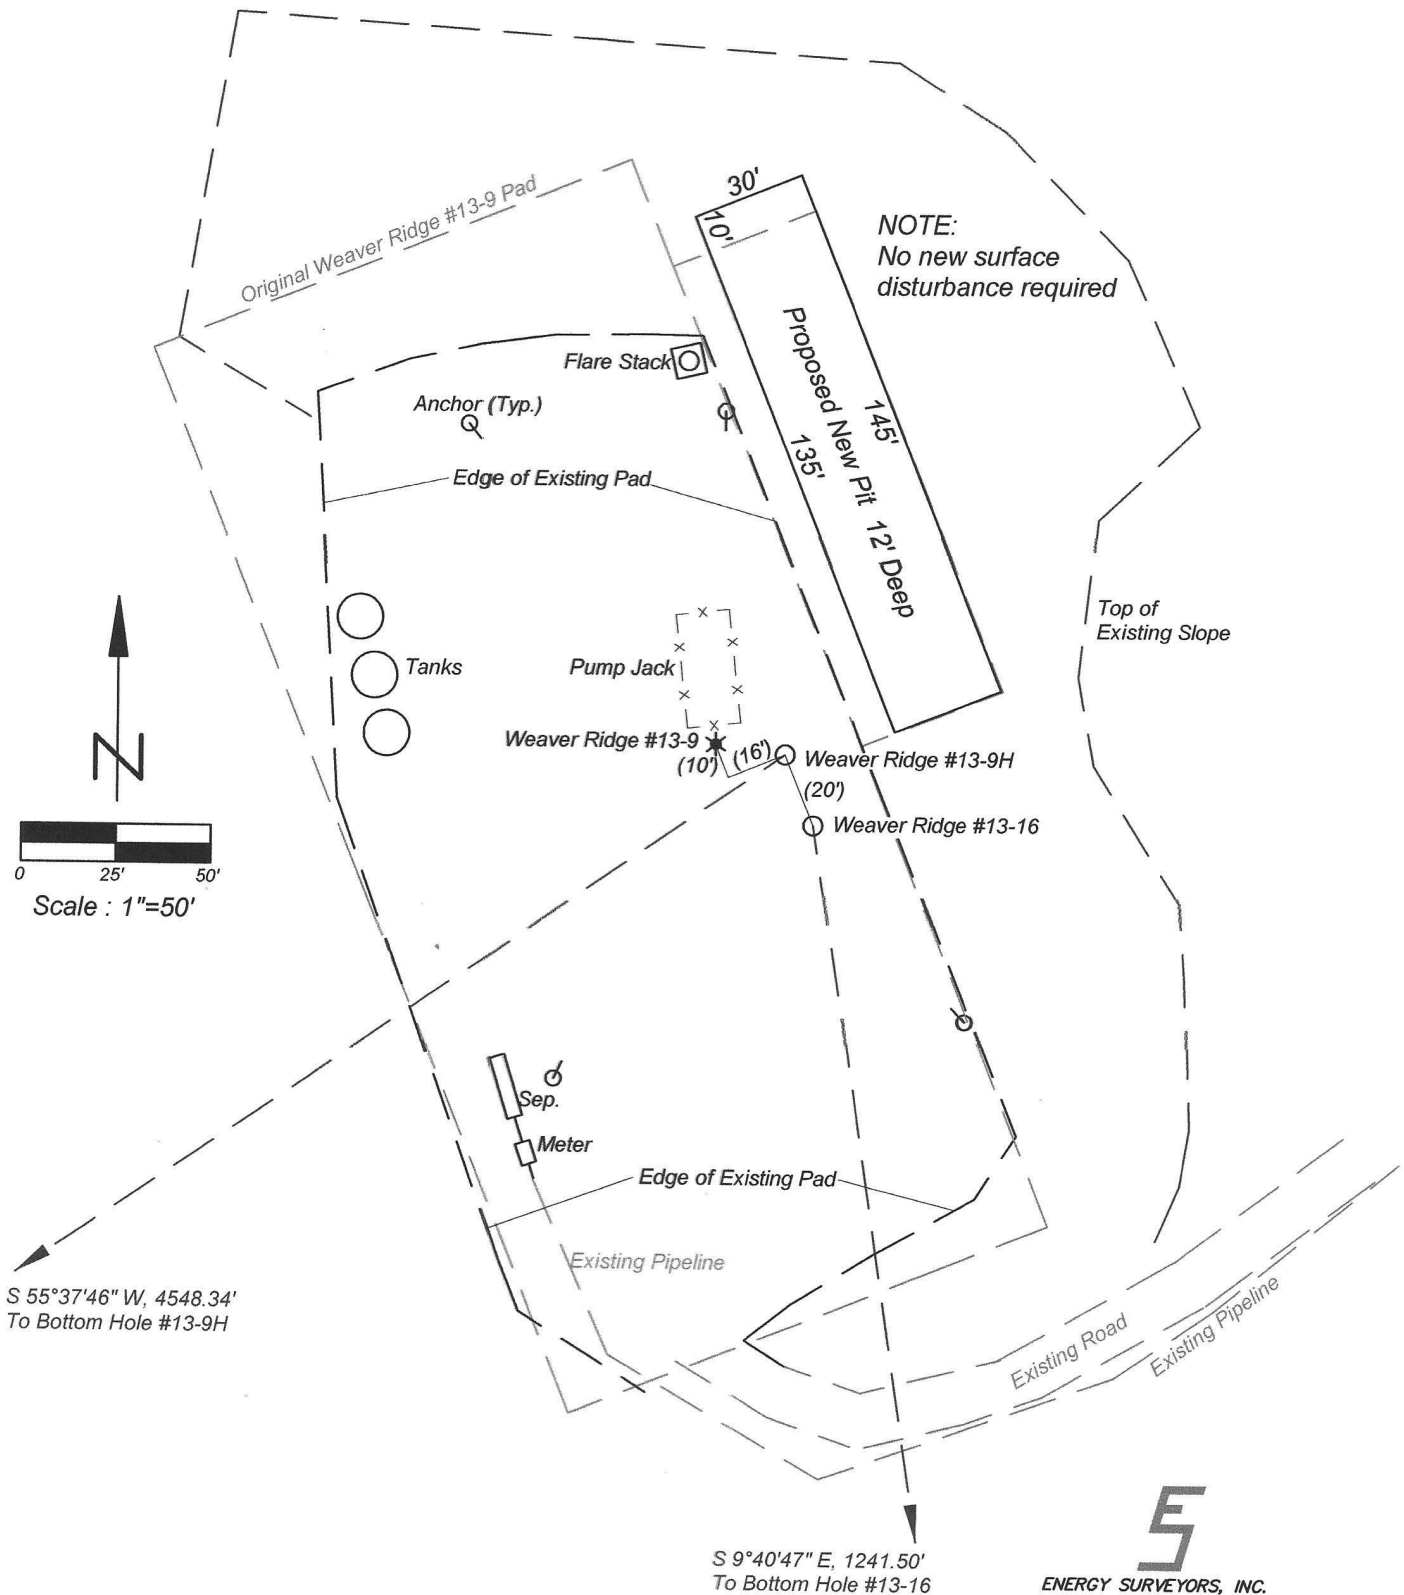 30'
Original Weaver Ridge #13-9 Pad
10'
NOTE:
No new surface
disturbance required
Proposed New Pit 12' Deep
145'
135'
Flare Stack
Anchor (Typ.)
Edge of Existing Pad
Top of
Existing Slope
Tanks
Pump Jack
Weaver Ridge #13-9
(10')
(16')
Weaver Ridge #13-9H
(20')
Weaver Ridge #13-16
N
0 25' 50'
Scale : 1"=50'
Sep.
Meter
Edge of Existing Pad
Existing Pipeline
S 55°37'46" W, 4548.34'
To Bottom Hole #13-9H
Existing Road
Existing Pipeline
S 9°40'47" E, 1241.50'
To Bottom Hole #13-16
ES
ENERGY SURVEYORS, INC.